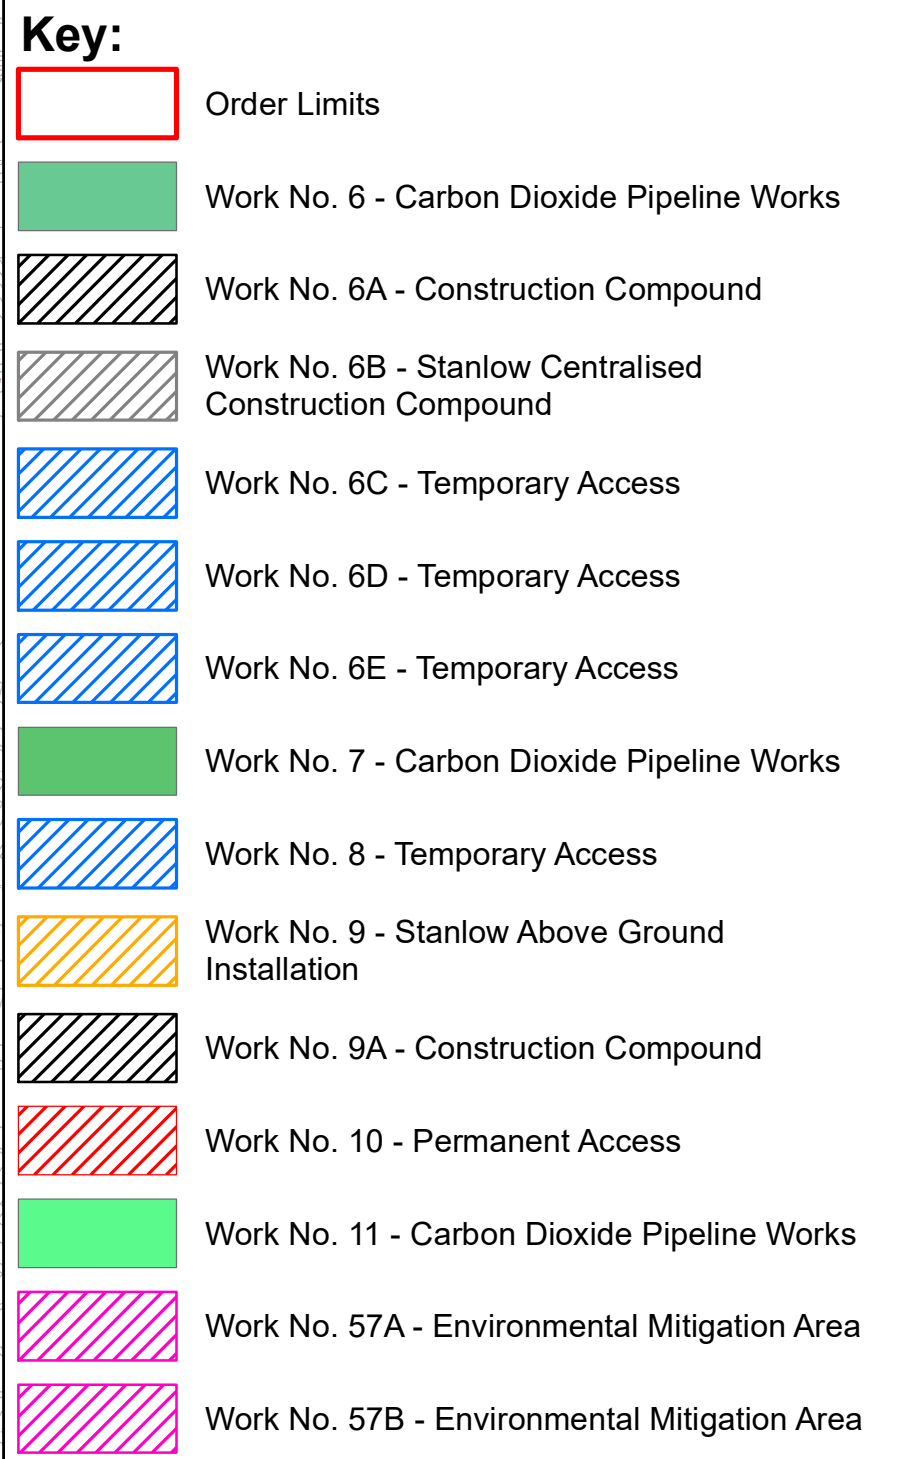 Key:
Order Limits
Work No. 6 - Carbon Dioxide Pipeline Works
Work No. 6A - Construction Compound
Work No. 6B - Stanlow Centralised
Construction Compound
Work No. 6C - Temporary Access
Work No. 6D - Temporary Access
Work No. 6E - Temporary Access
Work No. 7 - Carbon Dioxide Pipeline Works
Work No. 8 - Temporary Access
Work No. 9 - Stanlow Above Ground
Installation
Work No. 9A - Construction Compound
Work No. 10 - Permanent Access
Work No. 11 - Carbon Dioxide Pipeline Works
Work No. 57A - Environmental Mitigation Area
Work No. 57B - Environmental Mitigation Area